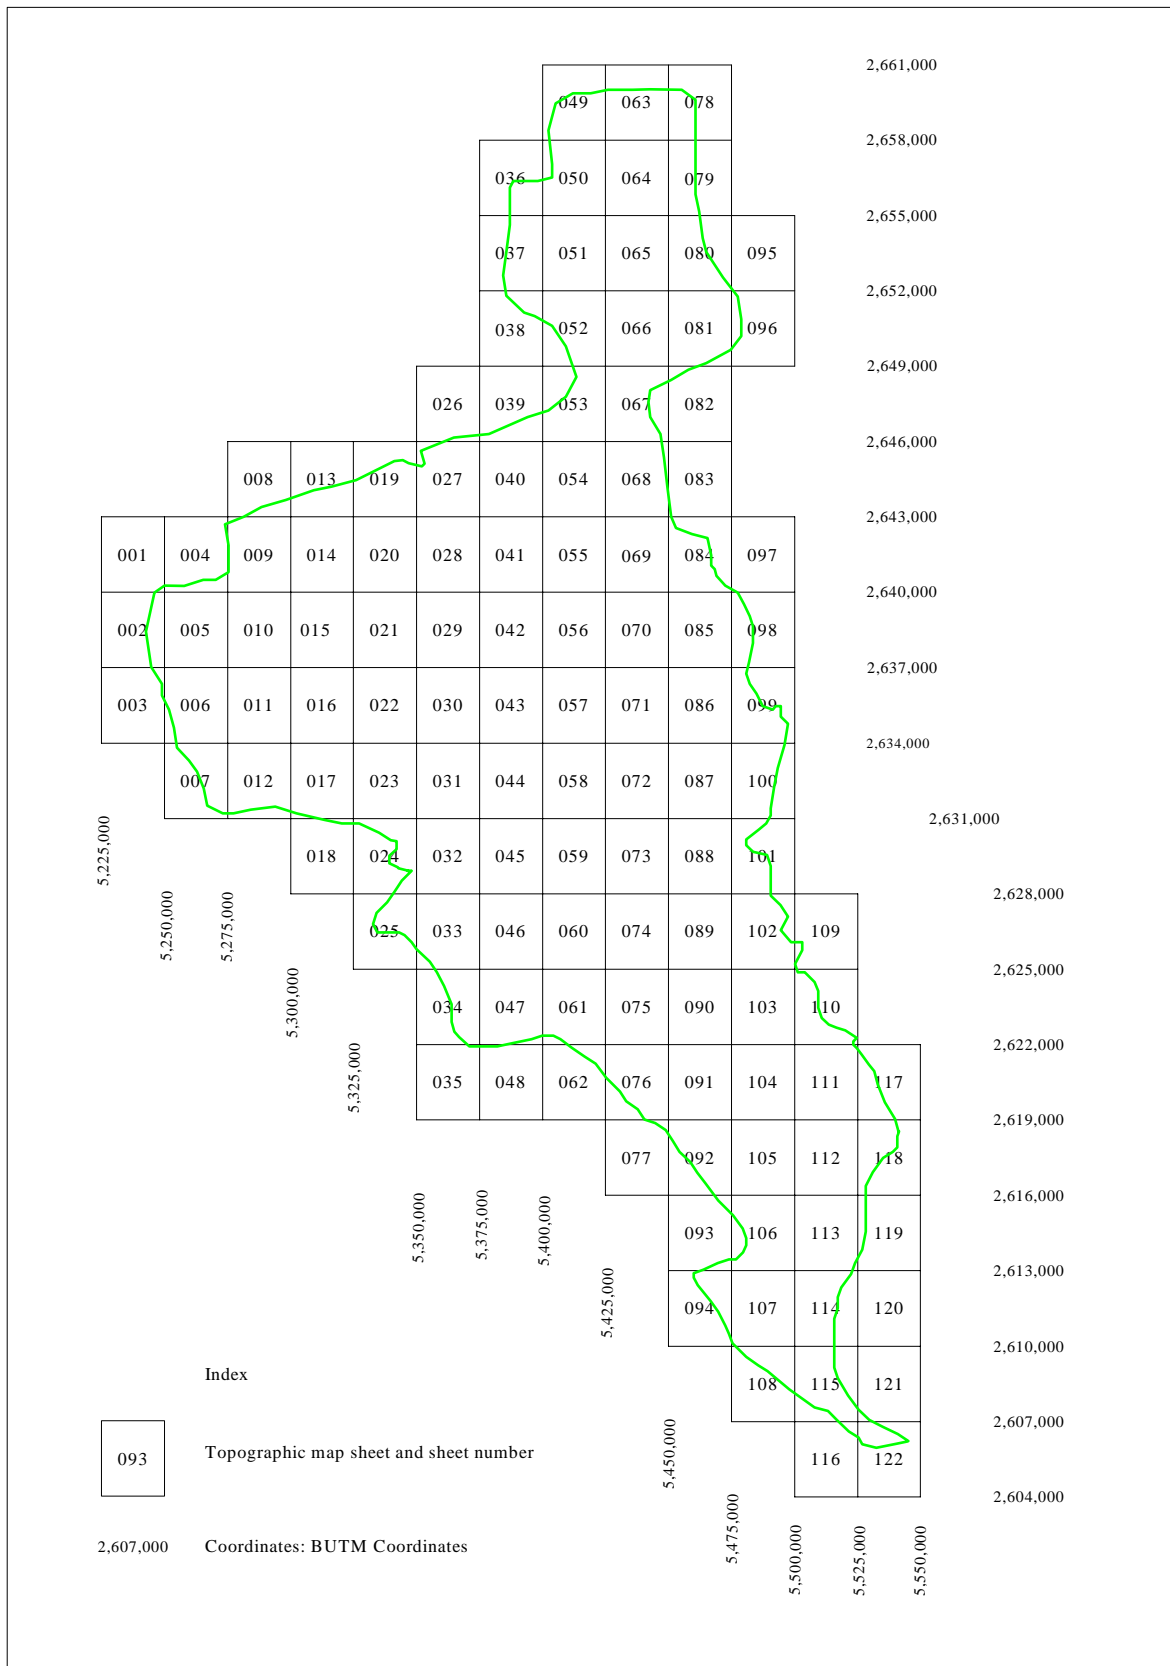 2,661,000
049 063 078
2,658,000
036 050 064 079
2,655,000
037 051 065 080 095
2,652,000
038 052 066 081 096
2,649,000
026 039 053 067 082
2,646,000
008 013 019 027 040 054 068 083
2,643,000
001 004 009 014 020 028 041 055 069 084 097
2,640,000
002 005 010 015 021 029 042 056 070 085 098
2,637,000
003 006 011 016 022 030 043 057 071 086 099
2,634,000
007 012 017 023 031 044 058 072 087 100
2,631,000
018 024 032 045 059 073 088 101
2,628,000
025 033 046 060 074 089 102 109
2,625,000
034 047 061 075 090 103 110
2,622,000
035 048 062 076 091 104 111 117
2,619,000
077 092 105 112 118
2,616,000
093 106 113 119
2,613,000
094 107 114 120
2,610,000
108 115 121
2,607,000
116 122
2,604,000
5,225,000
5,250,000
5,275,000
5,300,000
5,325,000
5,350,000
5,375,000
5,400,000
5,425,000
5,450,000
5,475,000
5,500,000
5,525,000
5,550,000
Index
093 Topographic map sheet and sheet number
2,607,000 Coordinates: BUTM Coordinates